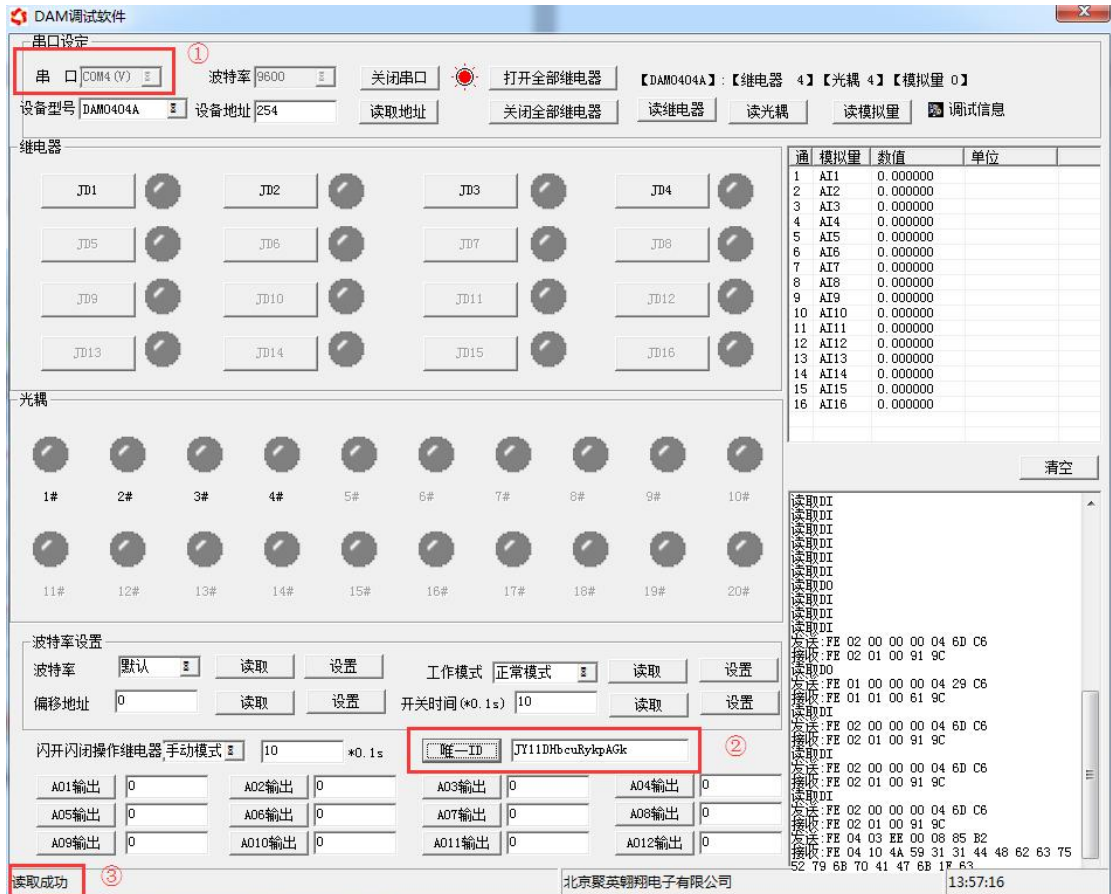 DAM调试软件
串口设定
①
串 口 COM4(V) 波特率 9600 关闭串口 打开全部继电器 【DAM0404A】:【继电器 4】【光耦 4】【模拟量 0】
设备型号 DAM0404A 设备地址 254 读取地址 关闭全部继电器 读继电器 读光耦 读模拟量 调试信息
继电器
JD1 JD2 JD3 JD4
JD5 JD6 JD7 JD8
JD9 JD10 JD11 JD12
JD13 JD14 JD15 JD16
通 模拟量 数值 单位
1 AI1 0.000000
2 AI2 0.000000
3 AI3 0.000000
4 AI4 0.000000
5 AI5 0.000000
6 AI6 0.000000
7 AI7 0.000000
8 AI8 0.000000
9 AI9 0.000000
10 AI10 0.000000
11 AI11 0.000000
12 AI12 0.000000
13 AI13 0.000000
14 AI14 0.000000
15 AI15 0.000000
16 AI16 0.000000
清空
光耦
1# 2# 3# 4# 5# 6# 7# 8# 9# 10#
11# 12# 13# 14# 15# 16# 17# 18# 19# 20#
读取DI
读取DI
读取DI
读取DI
读取DI
读取DI
读取DO
读取DI
读取DI
读取DI
发送:FE 02 00 00 00 04 6D C6
接收:FE 02 01 00 91 9C
读取DO
发送:FE 01 00 00 00 04 29 C6
接收:FE 01 01 00 61 9C
读取DI
发送:FE 02 00 00 00 04 6D C6
接收:FE 02 01 00 91 9C
读取DI
发送:FE 02 00 00 00 04 6D C6
接收:FE 02 01 00 91 9C
读取DI
发送:FE 02 00 00 00 04 6D C6
接收:FE 02 01 00 91 9C
发送:FE 04 03 EE 00 08 85 B2
接收:FE 04 10 4A 59 31 31 44 48 62 63 75
52 79 6B 70 41 47 6B 1F 63
波特率设置
波特率 默认 读取 设置 工作模式 正常模式 读取 设置
偏移地址 0 读取 设置 开关时间(*0.1s) 10 读取 设置
闪开闪闭操作继电器 手动模式 10 *0.1s 唯一ID JY11DHbcuRykpAGk ②
AO1输出 0 AO2输出 0 AO3输出 0 AO4输出 0
AO5输出 0 AO6输出 0 AO7输出 0 AO8输出 0
AO9输出 0 AO10输出 0 AO11输出 0 AO12输出 0
读取成功 ③ 北京聚英翱翔电子有限公司 13:57:16